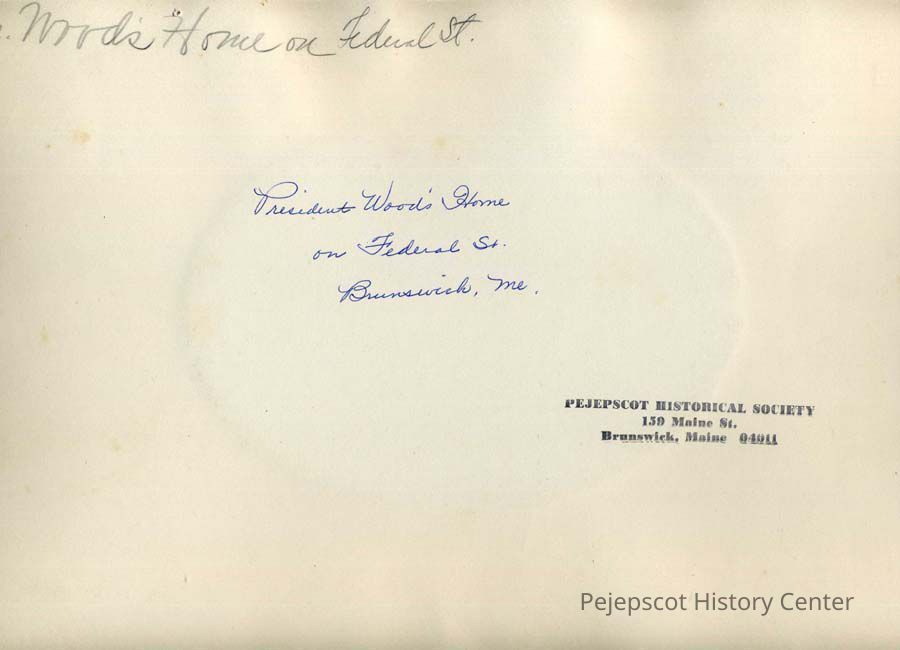 . Wood's Home on Federal St.
President Wood's Home
on Federal St.
Brunswick, Me.
PEJEPSCOT HISTORICAL SOCIETY
159 Maine St.
Brunswick, Maine 04011
Pejepscot History Center